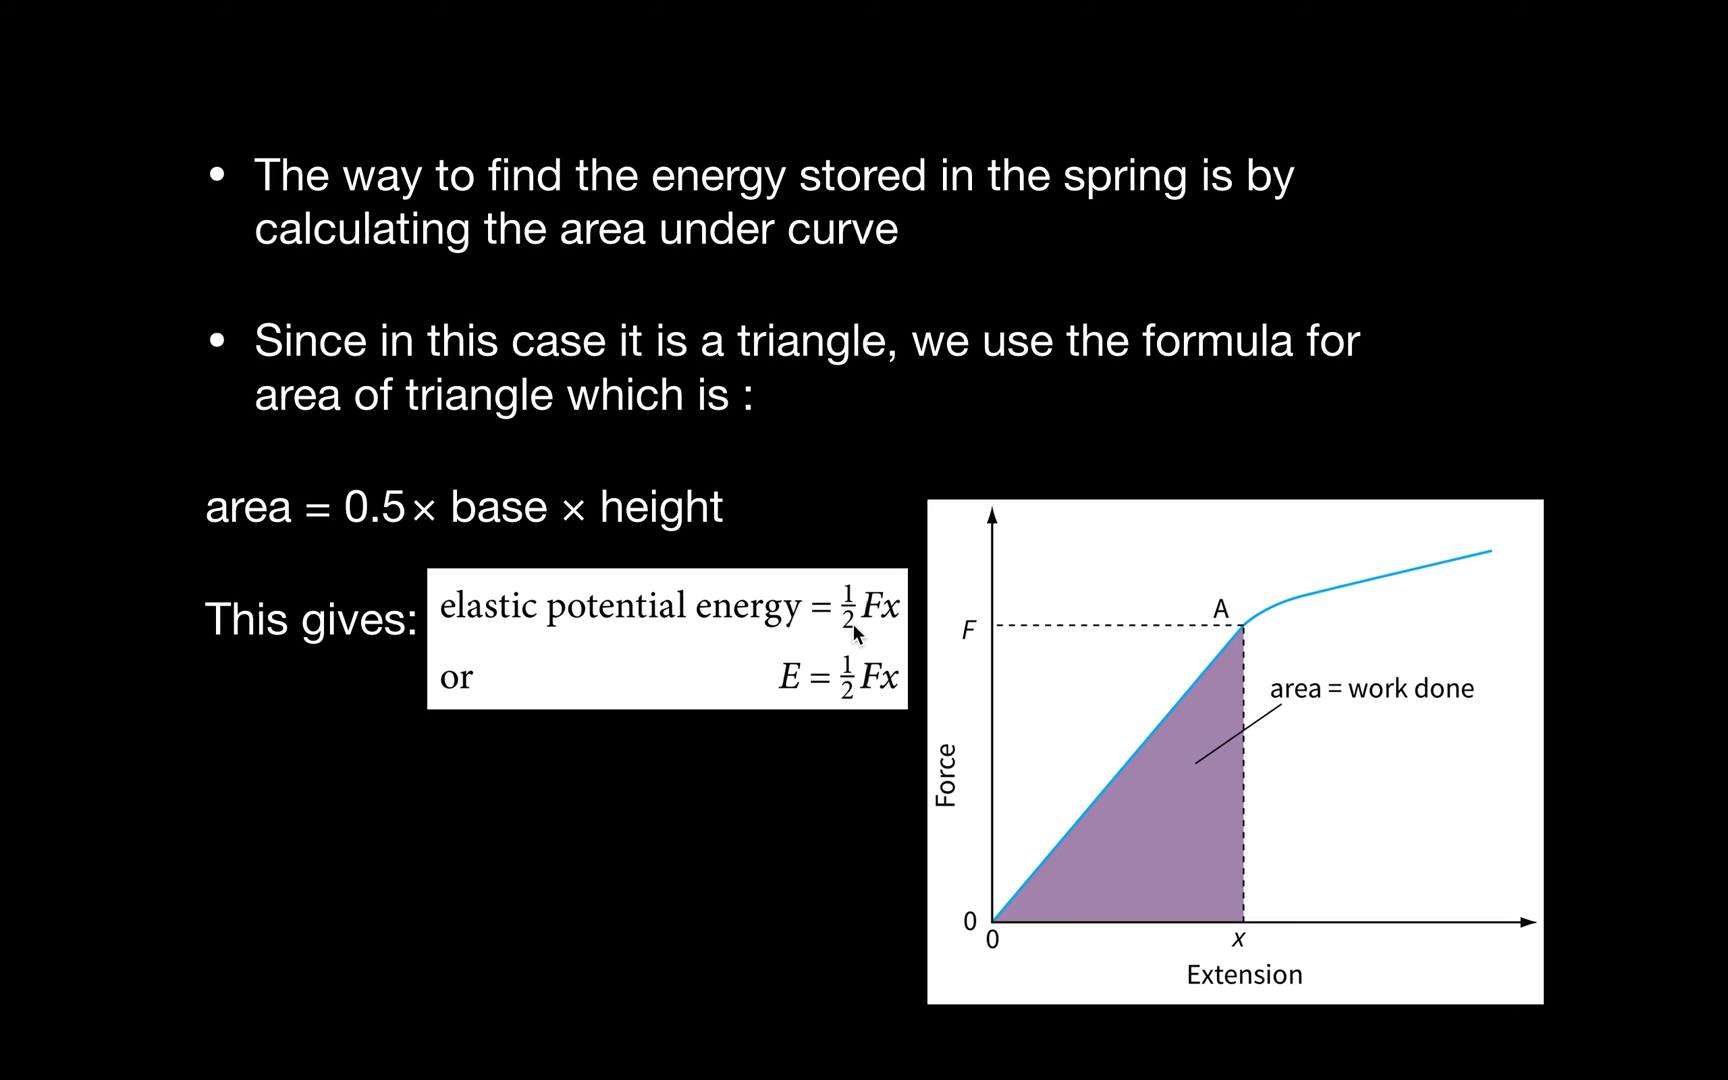 • The way to find the energy stored in the spring is by
calculating the area under curve
• Since in this case it is a triangle, we use the formula for
area of triangle which is :
area = 0.5 × base × height
This gives:
elastic potential energy = ½Fx
or E = ½Fx
A
F
area = work done
Force
0
0
x
Extension